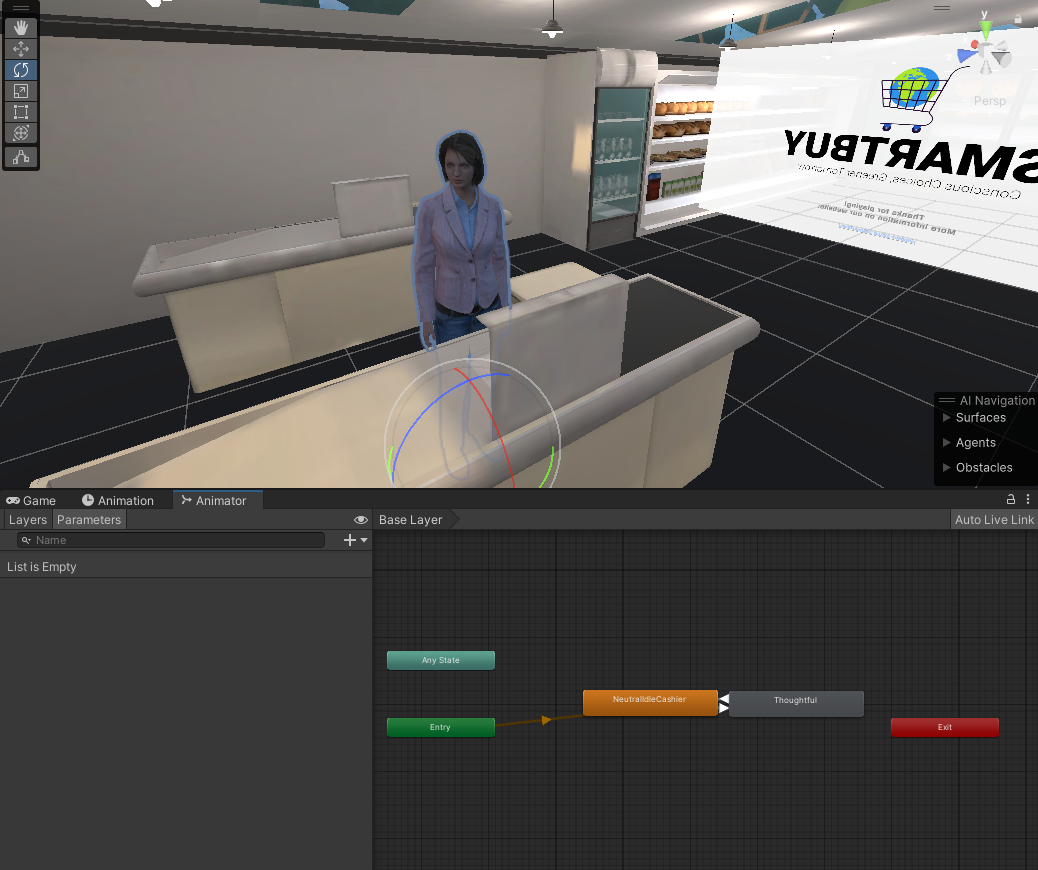 y
Persp
SMARTBUY
Conscious Choices, Greener Tomorrow
Thanks for playing!
More information on our website:
AI Navigation
Surfaces
Agents
Obstacles
Game
Animation
Animator
Layers
Parameters
Base Layer
Auto Live Link
Name
List is Empty
Any State
NeutralIdleCashier
Thoughtful
Entry
Exit